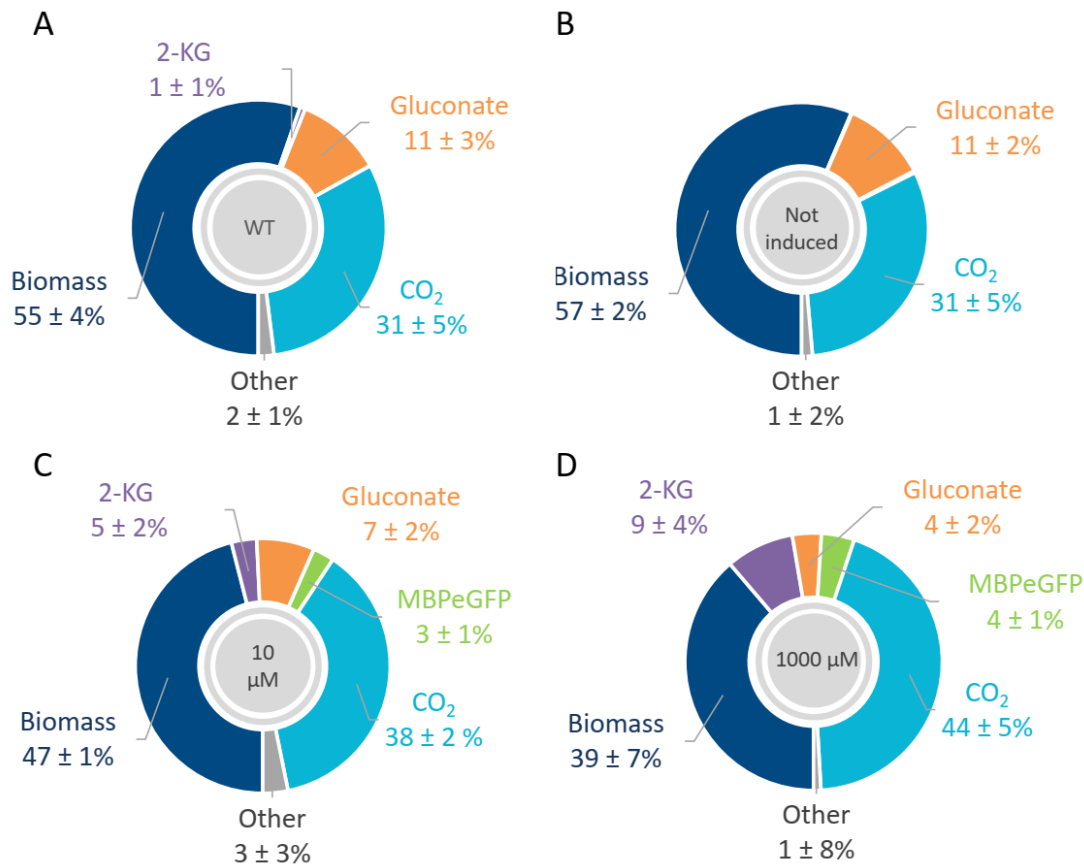 A
2-KG
1 ± 1%
Gluconate
11 ± 3%
WT
Biomass
55 ± 4%
CO₂
31 ± 5%
Other
2 ± 1%
B
Gluconate
11 ± 2%
Not
induced
Biomass
57 ± 2%
CO₂
31 ± 5%
Other
1 ± 2%
C
2-KG
5 ± 2%
Gluconate
7 ± 2%
MBPeGFP
3 ± 1%
10
µM
Biomass
47 ± 1%
CO₂
38 ± 2 %
Other
3 ± 3%
D
2-KG
9 ± 4%
Gluconate
4 ± 2%
MBPeGFP
4 ± 1%
1000 µM
Biomass
39 ± 7%
CO₂
44 ± 5%
Other
1 ± 8%